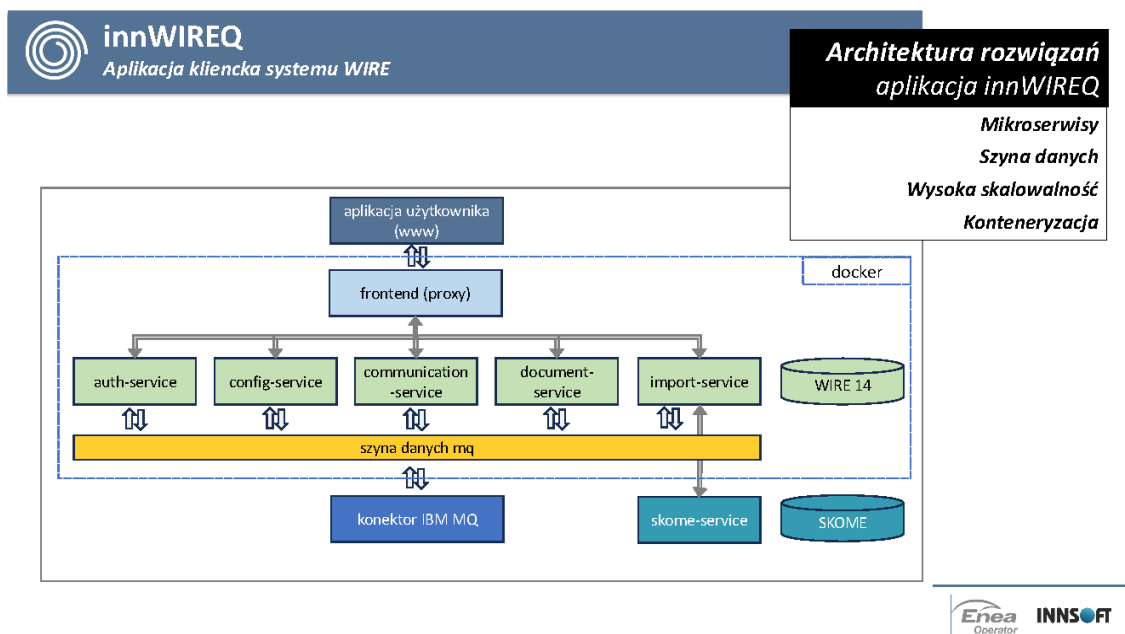 innWIREQ
Aplikacja kliencka systemu WIRE
Architektura rozwiązań
aplikacja innWIREQ
Mikroserwisy
Szyna danych
Wysoka skalowalność
Konteneryzacja
aplikacja użytkownika
(www)
docker
frontend (proxy)
auth-service
config-service
communication
-service
document-
service
import-service
WIRE 14
szyna danych mq
konektor IBM MQ
skome-service
SKOME
Enea
Operator
INNSOFT